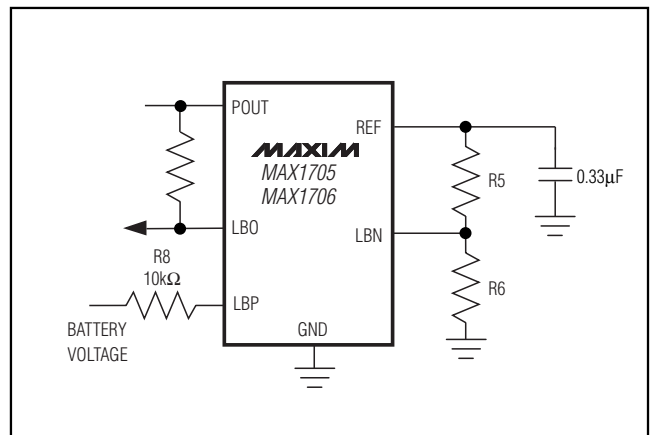 POUT
REF
MAXIM
MAX1705
MAX1706
R5
0.33µF
LBO
LBN
R8
10kΩ
LBP
R6
BATTERY
VOLTAGE
GND